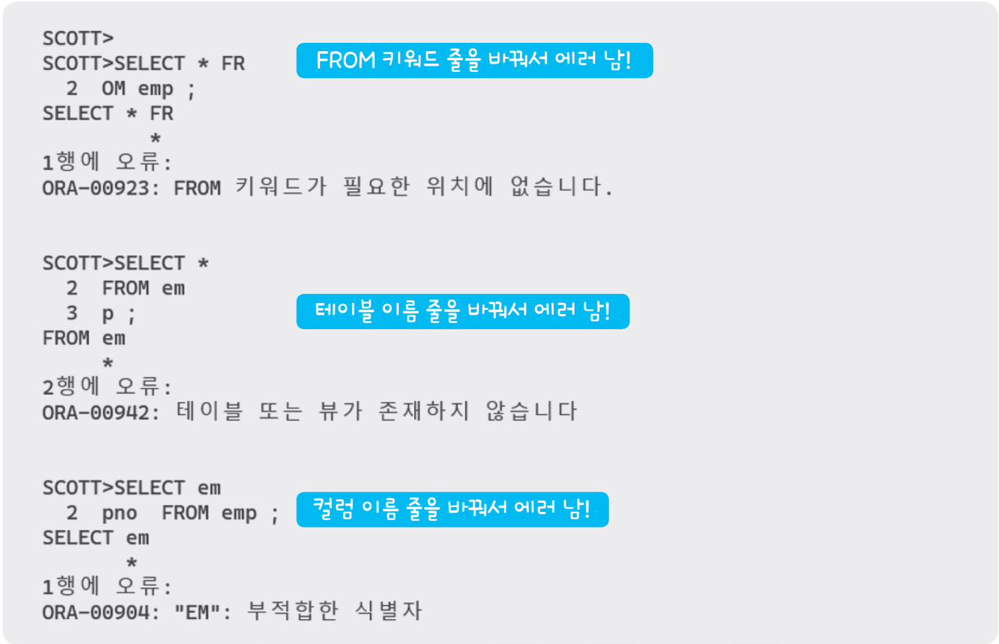 SCOTT>
SCOTT>SELECT * FR
FROM 키워드 줄을 바꿔서 에러 남!
2 OM emp ;
SELECT * FR
*
1행에 오류:
ORA-00923: FROM 키워드가 필요한 위치에 없습니다.
SCOTT>SELECT *
2 FROM em
3 p ;
테이블 이름 줄을 바꿔서 에러 남!
FROM em
*
2행에 오류:
ORA-00942: 테이블 또는 뷰가 존재하지 않습니다
SCOTT>SELECT em
2 pno FROM emp ;
컬럼 이름 줄을 바꿔서 에러 남!
SELECT em
*
1행에 오류:
ORA-00904: "EM": 부적합한 식별자